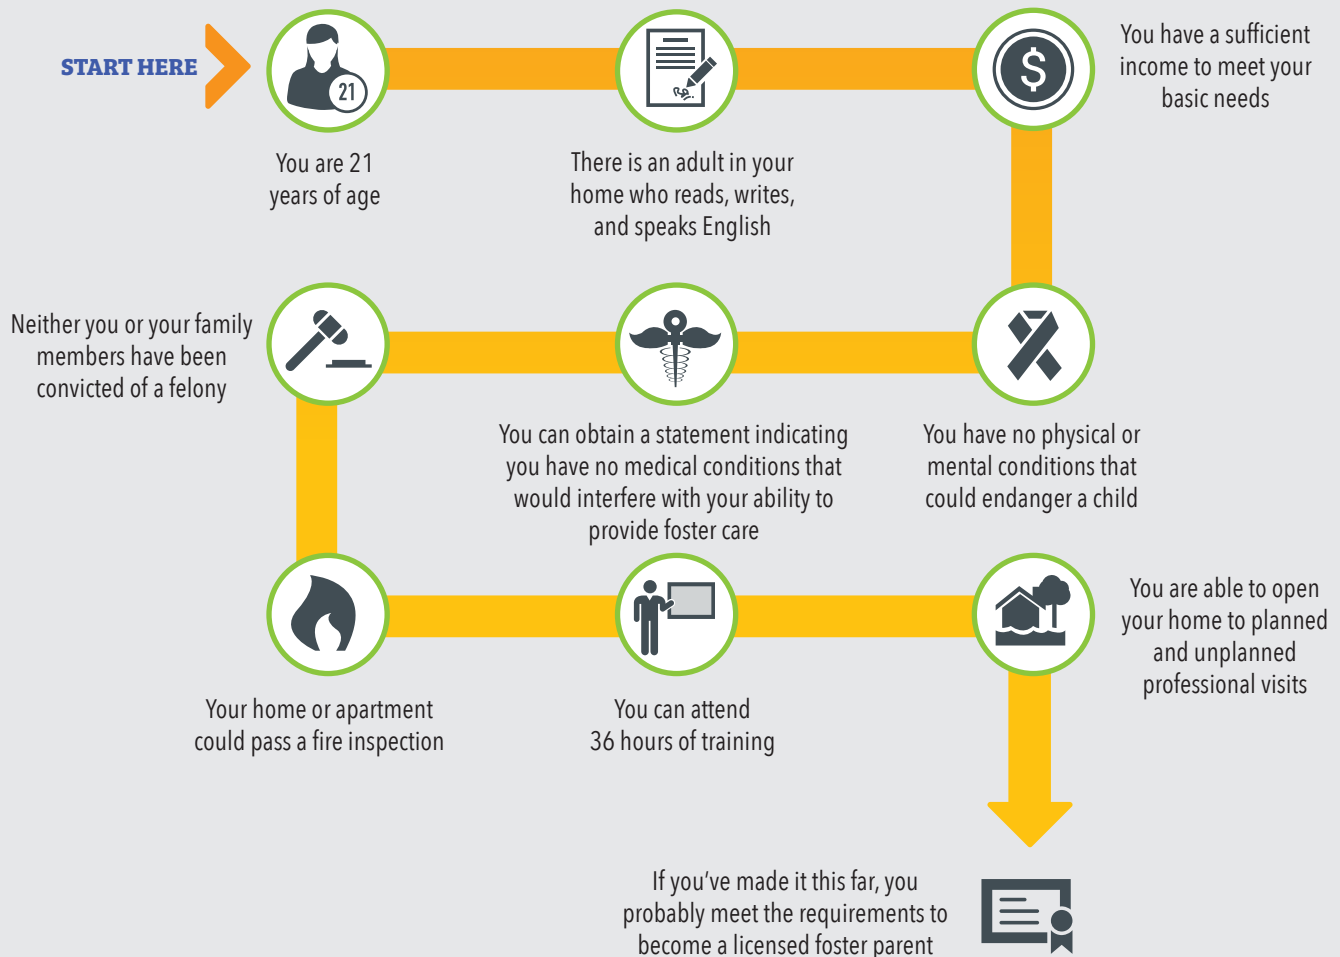 START HERE
21
You are 21
years of age
There is an adult in your
home who reads, writes,
and speaks English
$
You have a sufficient
income to meet your
basic needs
You have no physical or
mental conditions that
could endanger a child
You can obtain a statement indicating
you have no medical conditions that
would interfere with your ability to
provide foster care
Neither you or your family
members have been
convicted of a felony
Your home or apartment
could pass a fire inspection
You can attend
36 hours of training
You are able to open
your home to planned
and unplanned
professional visits
If you’ve made it this far, you
probably meet the requirements to
become a licensed foster parent